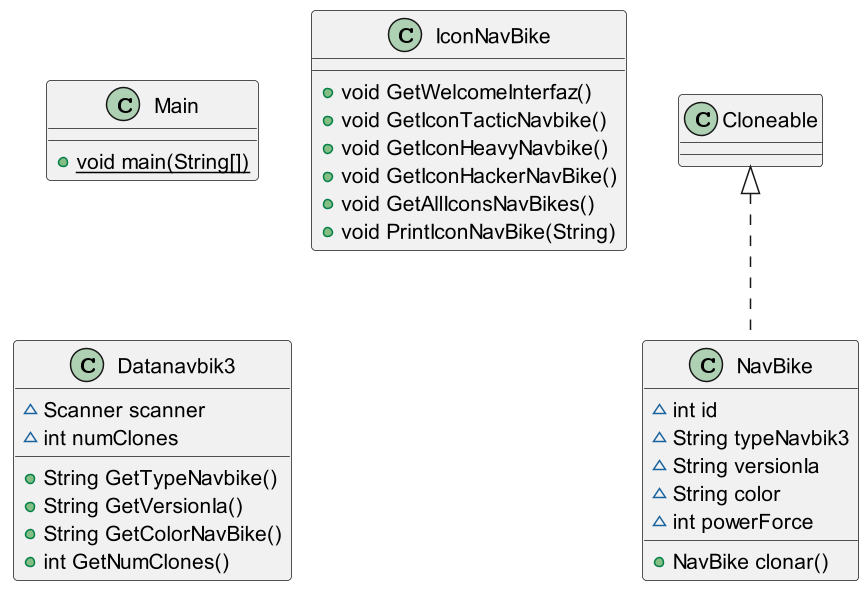 C Main
void main(String[])
C IconNavBike
void GetWelcomeInterfaz()
void GetIconTacticNavbike()
void GetIconHeavyNavbike()
void GetIconHackerNavBike()
void GetAllIconsNavBikes()
void PrintIconNavBike(String)
C Cloneable
C Datanavbik3
Scanner scanner
int numClones
String GetTypeNavbike()
String GetVersionIa()
String GetColorNavBike()
int GetNumClones()
C NavBike
int id
String typeNavbik3
String versionIa
String color
int powerForce
NavBike clonar()